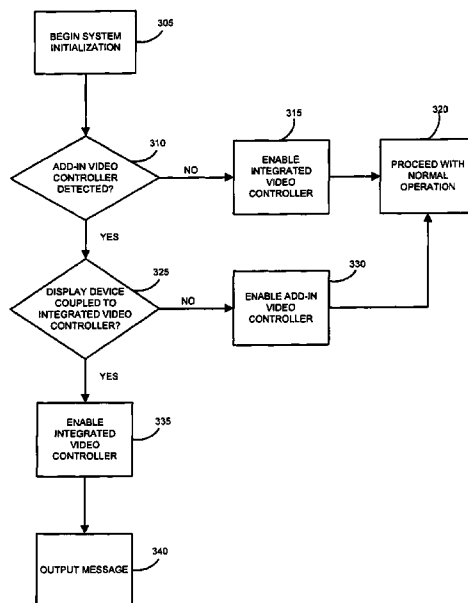 BEGIN SYSTEM
INITIALIZATION
305
ADD-IN VIDEO
CONTROLLER
DETECTED?
310
NO
ENABLE
INTEGRATED
VIDEO
CONTROLLER
315
PROCEED WITH
NORMAL
OPERATION
320
YES
DISPLAY DEVICE
COUPLED TO
INTEGRATED VIDEO
CONTROLLER?
325
NO
ENABLE ADD-IN
VIDEO
CONTROLLER
330
YES
ENABLE
INTEGRATED
VIDEO
CONTROLLER
335
OUTPUT MESSAGE
340